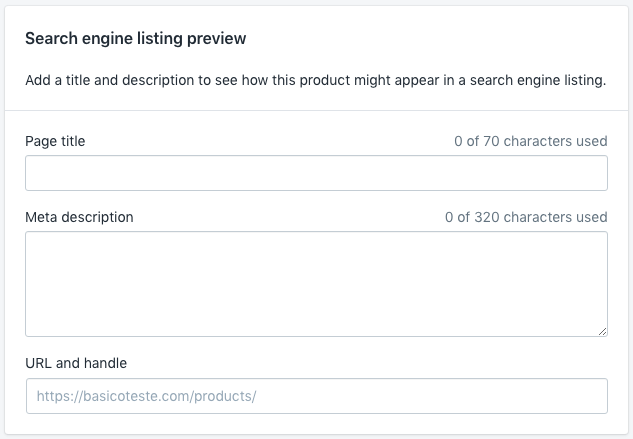 Search engine listing preview
Add a title and description to see how this product might appear in a search engine listing.
Page title 0 of 70 characters used
Meta description 0 of 320 characters used
URL and handle
https://basicoteste.com/products/